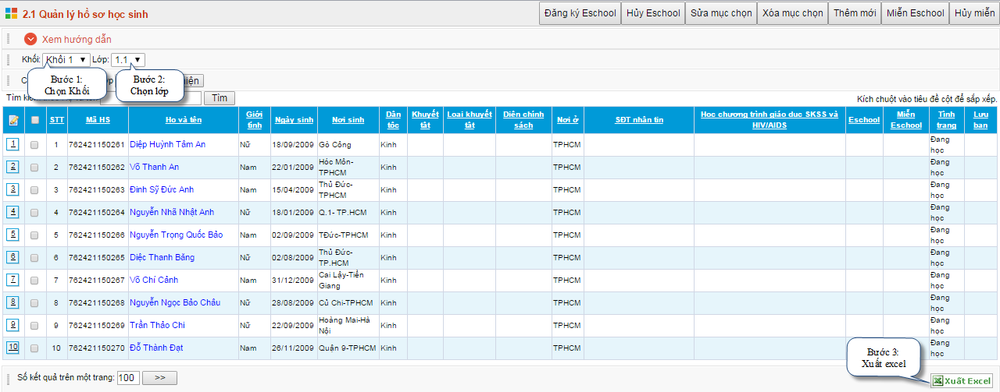 2.1 Quản lý hồ sơ học sinh
Đăng ký Eschool Hủy Eschool Sửa mục chọn Xóa mục chọn Thêm mới Miễn Eschool Hủy miễn
Xem hướng dẫn
Khối: Khối 1 Lớp: 1.1
Bước 1:
Chọn Khối
Bước 2:
Chọn lớp
Tìm
Kích chuột vào tiêu đề cột để sắp xếp.
STT Mã HS Họ và tên Giới tính Ngày sinh Nơi sinh Dân tộc Khuyết tật Loại khuyết tật Diện chính sách Nơi ở SĐT nhắn tin Học chương trình giáo dục SKSS và HIV/AIDS Eschool Miễn Eschool Tình trạng Lưu ban
1 1 762421150261 Diệp Huỳnh Tâm An Nữ 18/09/2009 Gò Công Kinh TPHCM Đang học
2 2 762421150262 Võ Thanh An Nam 22/01/2009 Hóc Môn-TPHCM Kinh TPHCM Đang học
3 3 762421150263 Đinh Sỹ Đức Anh Nam 15/04/2009 Thủ Đức-TPHCM Kinh TPHCM Đang học
4 4 762421150264 Nguyễn Nhã Nhật Anh Nữ 18/01/2009 Q.1- TP.HCM Kinh TPHCM Đang học
5 5 762421150266 Nguyễn Trọng Quốc Bảo Nam 02/09/2009 TĐức-TPHCM Kinh TPHCM Đang học
6 6 762421150266 Diệc Thanh Băng Nữ 02/08/2009 Thủ Đức-TP.HCM Kinh TPHCM Đang học
7 7 762421150267 Võ Chí Cảnh Nam 31/12/2009 Cai Lậy-Tiền Giang Kinh TPHCM Đang học
8 8 762421150268 Nguyễn Ngọc Bảo Châu Nữ 28/08/2009 Củ Chi-TPHCM Kinh TPHCM Đang học
9 9 762421150269 Trần Thảo Chi Nữ 22/09/2009 Hoàng Mai-Hà Nội Kinh TPHCM Đang học
10 10 762421150270 Đỗ Thành Đạt Nam 26/11/2009 Quận 9-TPHCM Kinh TPHCM Đang học
Bước 3:
Xuất excel
Số kết quả trên một trang: 100 >>
Xuất Excel